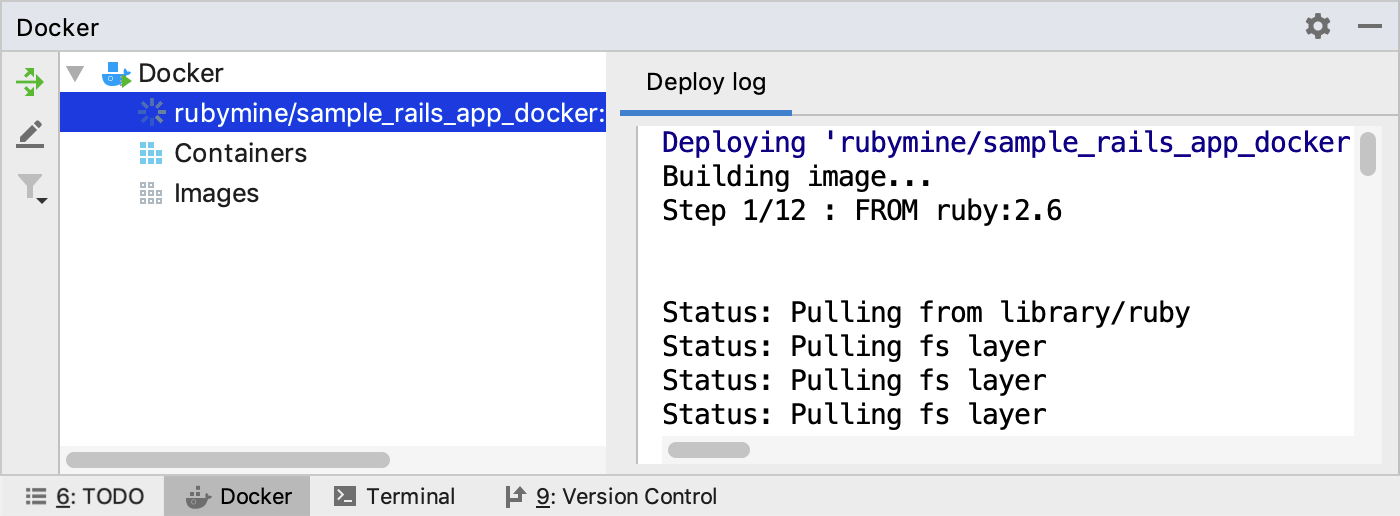 Docker
Docker
rubymine/sample_rails_app_docker:
Containers
Images
Deploy log
Deploying 'rubymine/sample_rails_app_docker
Building image...
Step 1/12 : FROM ruby:2.6
Status: Pulling from library/ruby
Status: Pulling fs layer
Status: Pulling fs layer
Status: Pulling fs layer
6: TODO Docker Terminal 9: Version Control